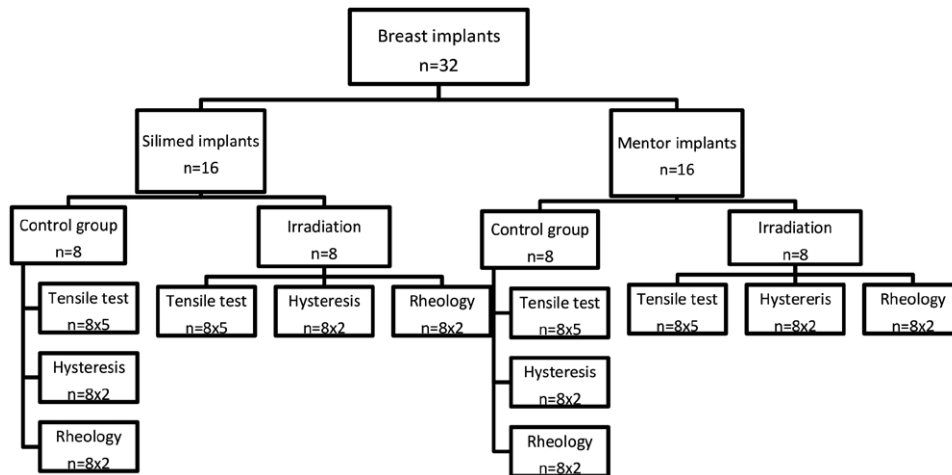 Breast implants
n=32
Silimed implants
n=16
Mentor implants
n=16
Control group
n=8
Irradiation
n=8
Control group
n=8
Irradiation
n=8
Tensile test
n=8x5
Hysteresis
n=8x2
Rheology
n=8x2
Tensile test
n=8x5
Hysteresis
n=8x2
Rheology
n=8x2
Tensile test
n=8x5
Hysteresis
n=8x2
Rheology
n=8x2
Tensile test
n=8x5
Hystereris
n=8x2
Rheology
n=8x2